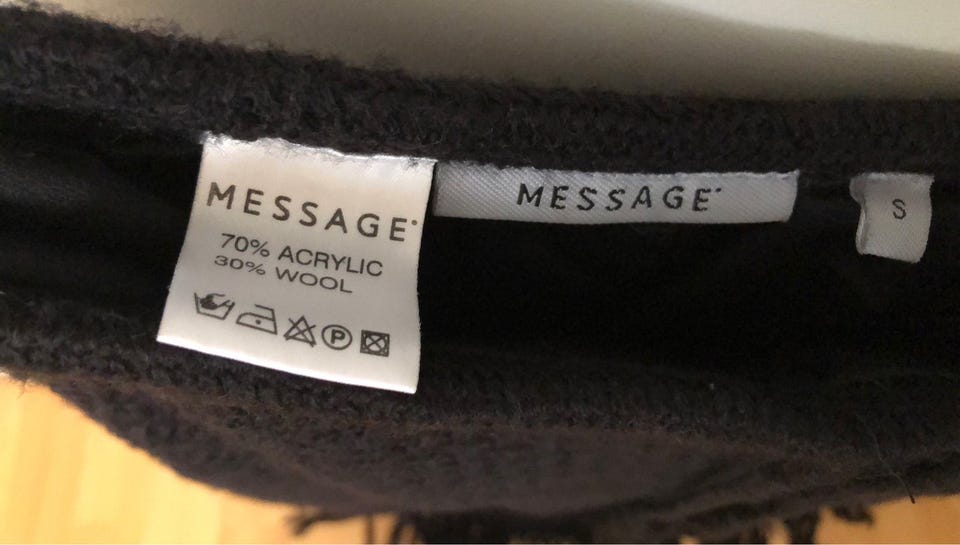 MESSAGE
70% ACRYLIC
30% WOOL
P
MESSAGE
S